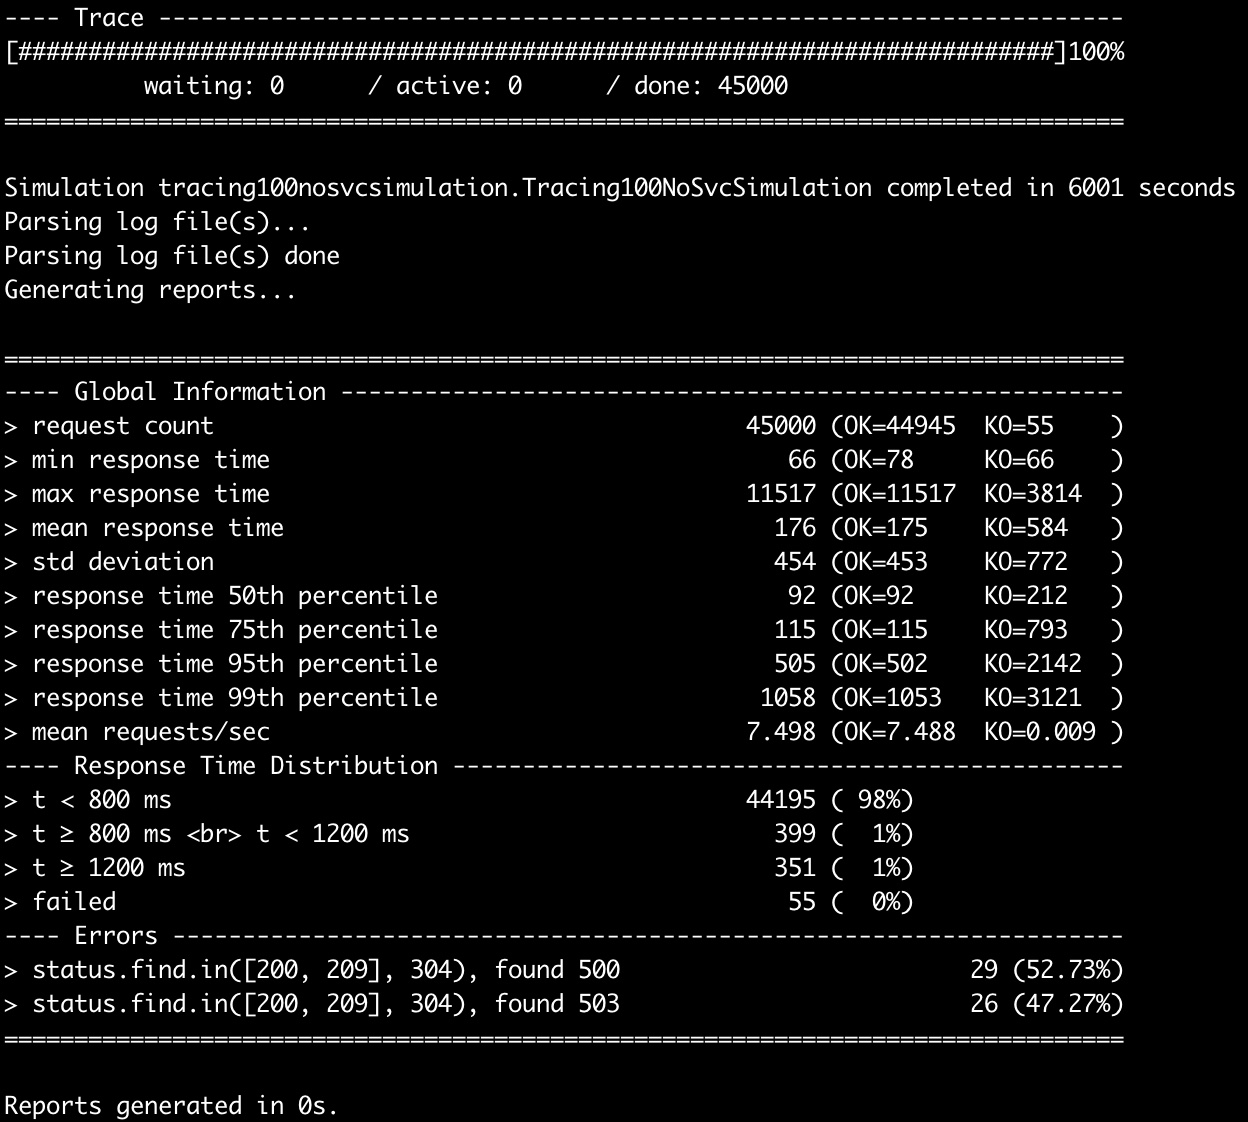 ---- Trace ---------------------------------------------------------------------
[##########################################################################]100%
          waiting: 0      / active: 0      / done: 45000
================================================================================
Simulation tracing100nosvcsimulation.Tracing100NoSvcSimulation completed in 6001 seconds
Parsing log file(s)...
Parsing log file(s) done
Generating reports...
================================================================================
---- Global Information --------------------------------------------------------
> request count                                      45000 (OK=44945  KO=55    )
> min response time                                     66 (OK=78     KO=66    )
> max response time                                  11517 (OK=11517  KO=3814  )
> mean response time                                   176 (OK=175    KO=584   )
> std deviation                                        454 (OK=453    KO=772   )
> response time 50th percentile                         92 (OK=92     KO=212   )
> response time 75th percentile                        115 (OK=115    KO=793   )
> response time 95th percentile                        505 (OK=502    KO=2142  )
> response time 99th percentile                       1058 (OK=1053   KO=3121  )
> mean requests/sec                                  7.498 (OK=7.488  KO=0.009 )
---- Response Time Distribution ------------------------------------------------
> t < 800 ms                                         44195 ( 98%)
> t ≥ 800 ms <br> t < 1200 ms                          399 (  1%)
> t ≥ 1200 ms                                          351 (  1%)
> failed                                                55 (  0%)
---- Errors --------------------------------------------------------------------
> status.find.in([200, 209], 304), found 500                         29 (52.73%)
> status.find.in([200, 209], 304), found 503                         26 (47.27%)
================================================================================
Reports generated in 0s.